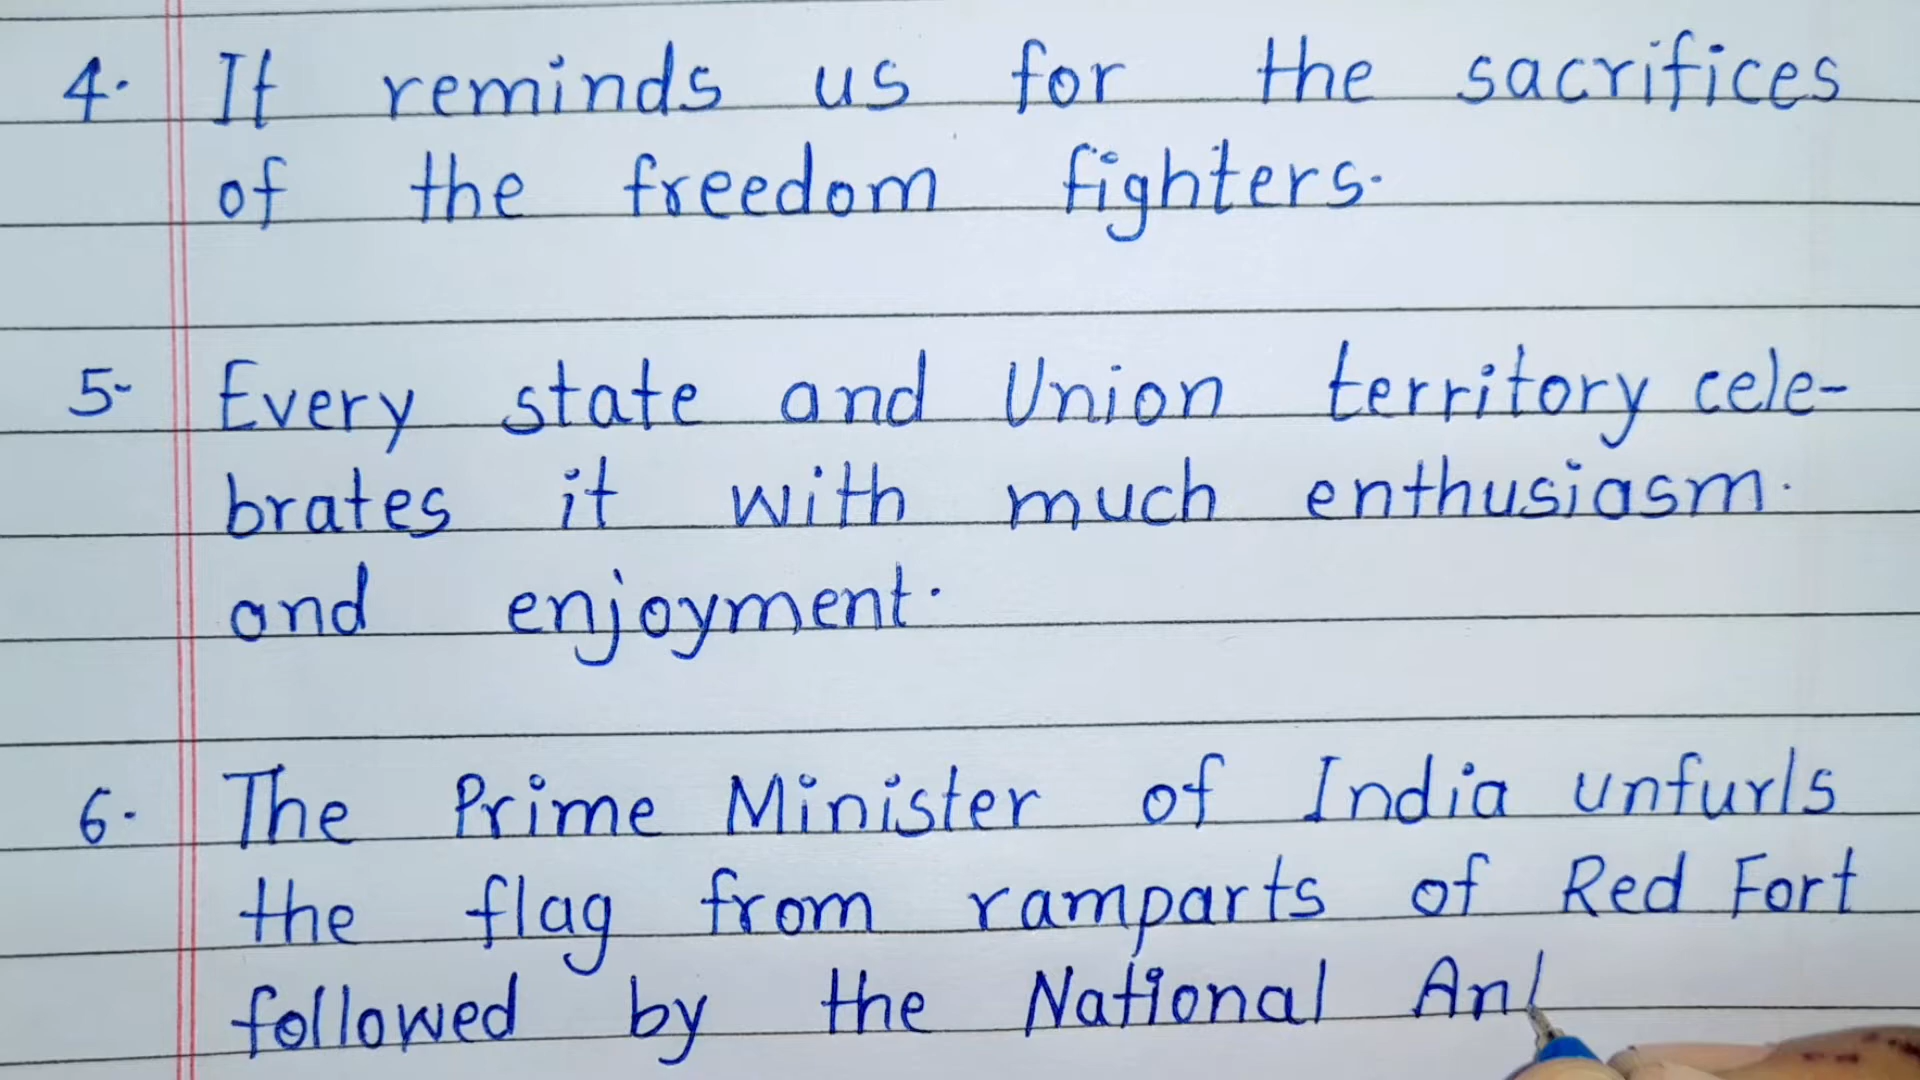 4. It reminds us for the sacrifices
of the freedom fighters.
5. Every state and Union territory cele-
brates it with much enthusiasm.
and enjoyment.
6. The Prime Minister of India unfurls
the flag from ramparts of Red Fort
followed by the National An